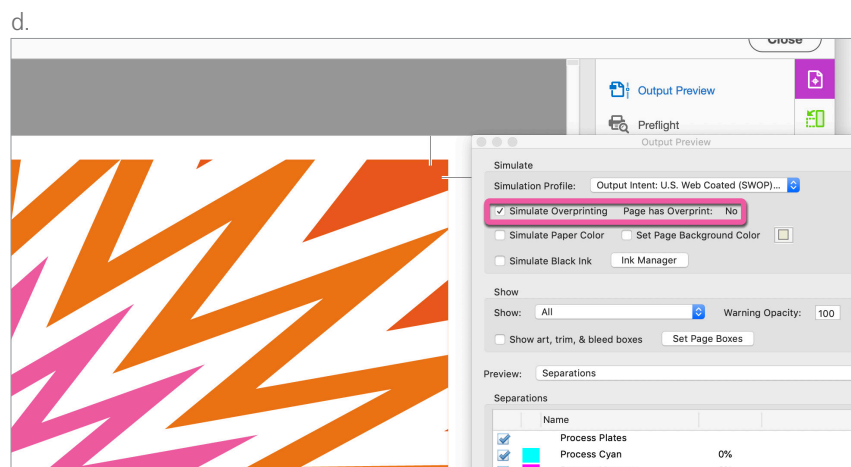 d.
Close
Output Preview
Preflight
Output Preview
Simulate
Simulation Profile: Output Intent: U.S. Web Coated (SWOP)...
Simulate Overprinting Page has Overprint: No
Simulate Paper Color Set Page Background Color
Simulate Black Ink Ink Manager
Show
Show: All Warning Opacity: 100
Show art, trim, & bleed boxes Set Page Boxes
Preview: Separations
Separations
Name
Process Plates
Process Cyan 0%